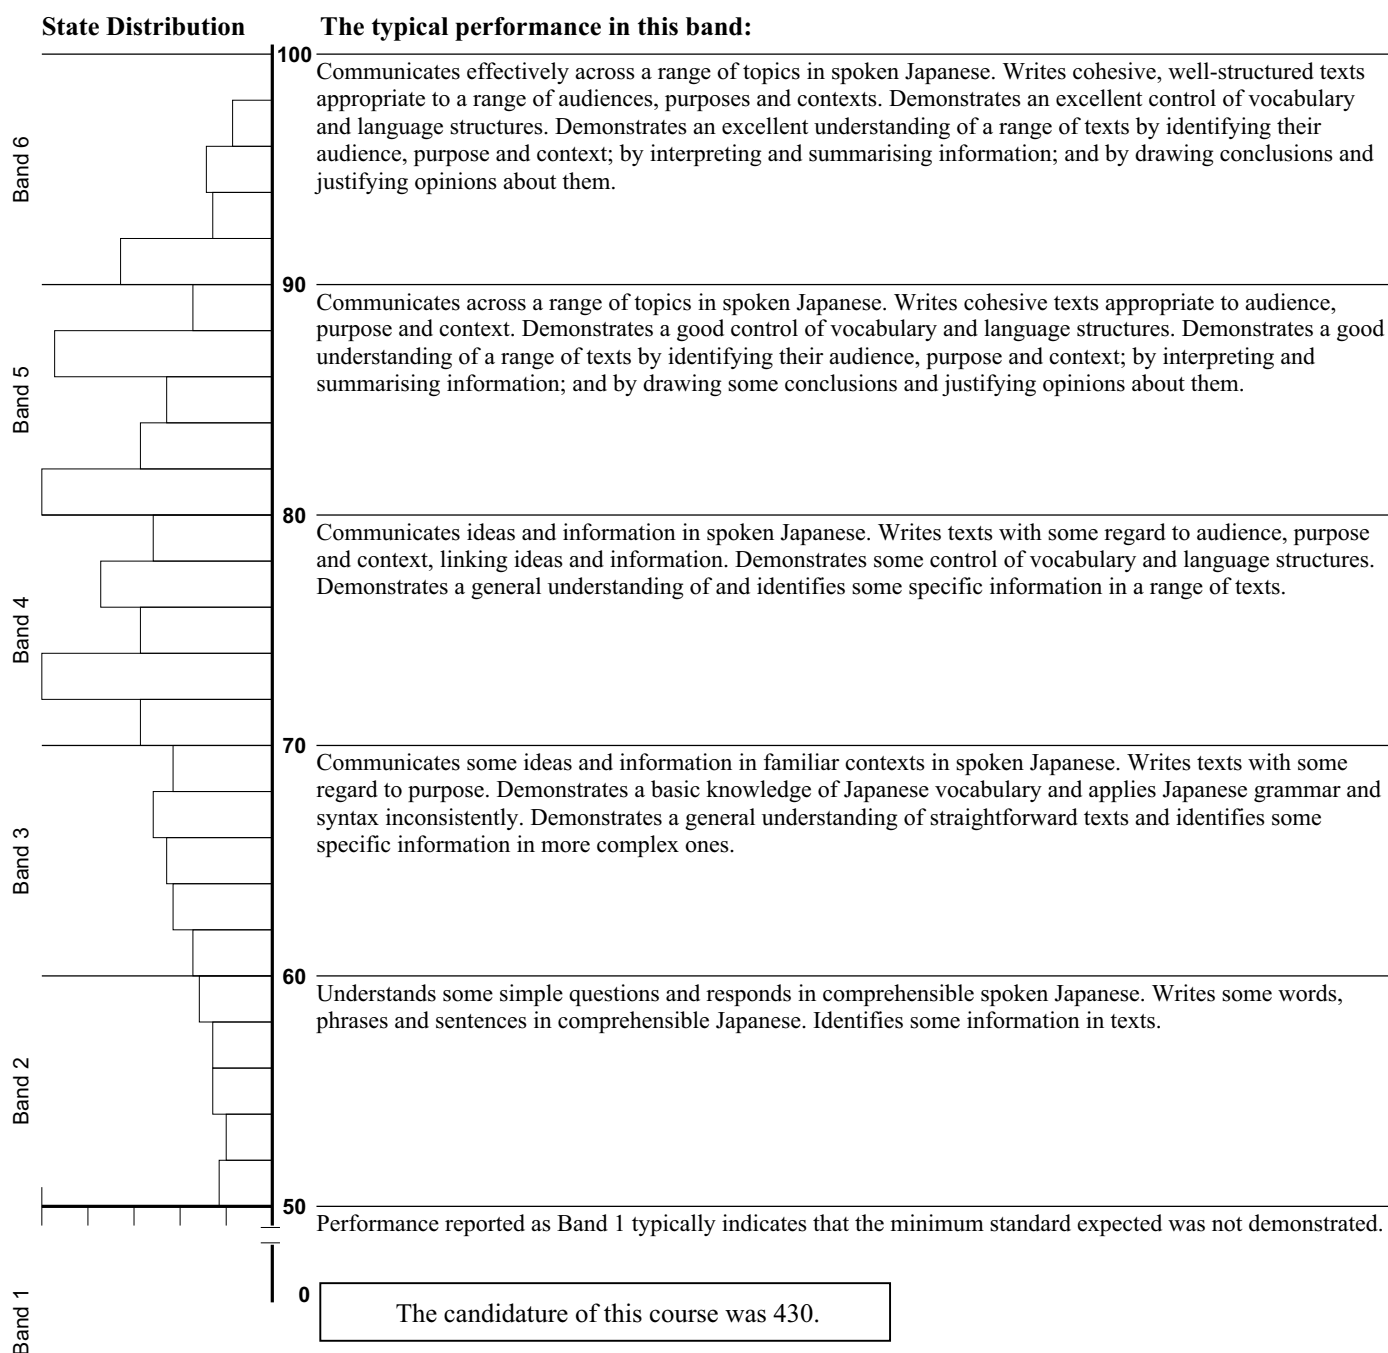 State Distribution
The typical performance in this band:
100
Communicates effectively across a range of topics in spoken Japanese. Writes cohesive, well-structured texts
appropriate to a range of audiences, purposes and contexts. Demonstrates an excellent control of vocabulary
and language structures. Demonstrates an excellent understanding of a range of texts by identifying their
audience, purpose and context; by interpreting and summarising information; and by drawing conclusions and
justifying opinions about them.
Band 6
90
Communicates across a range of topics in spoken Japanese. Writes cohesive texts appropriate to audience,
purpose and context. Demonstrates a good control of vocabulary and language structures. Demonstrates a good
understanding of a range of texts by identifying their audience, purpose and context; by interpreting and
summarising information; and by drawing some conclusions and justifying opinions about them.
Band 5
80
Communicates ideas and information in spoken Japanese. Writes texts with some regard to audience, purpose
and context, linking ideas and information. Demonstrates some control of vocabulary and language structures.
Demonstrates a general understanding of and identifies some specific information in a range of texts.
Band 4
70
Communicates some ideas and information in familiar contexts in spoken Japanese. Writes texts with some
regard to purpose. Demonstrates a basic knowledge of Japanese vocabulary and applies Japanese grammar and
syntax inconsistently. Demonstrates a general understanding of straightforward texts and identifies some
specific information in more complex ones.
Band 3
60
Understands some simple questions and responds in comprehensible spoken Japanese. Writes some words,
phrases and sentences in comprehensible Japanese. Identifies some information in texts.
Band 2
50
Performance reported as Band 1 typically indicates that the minimum standard expected was not demonstrated.
0
Band 1
The candidature of this course was 430.